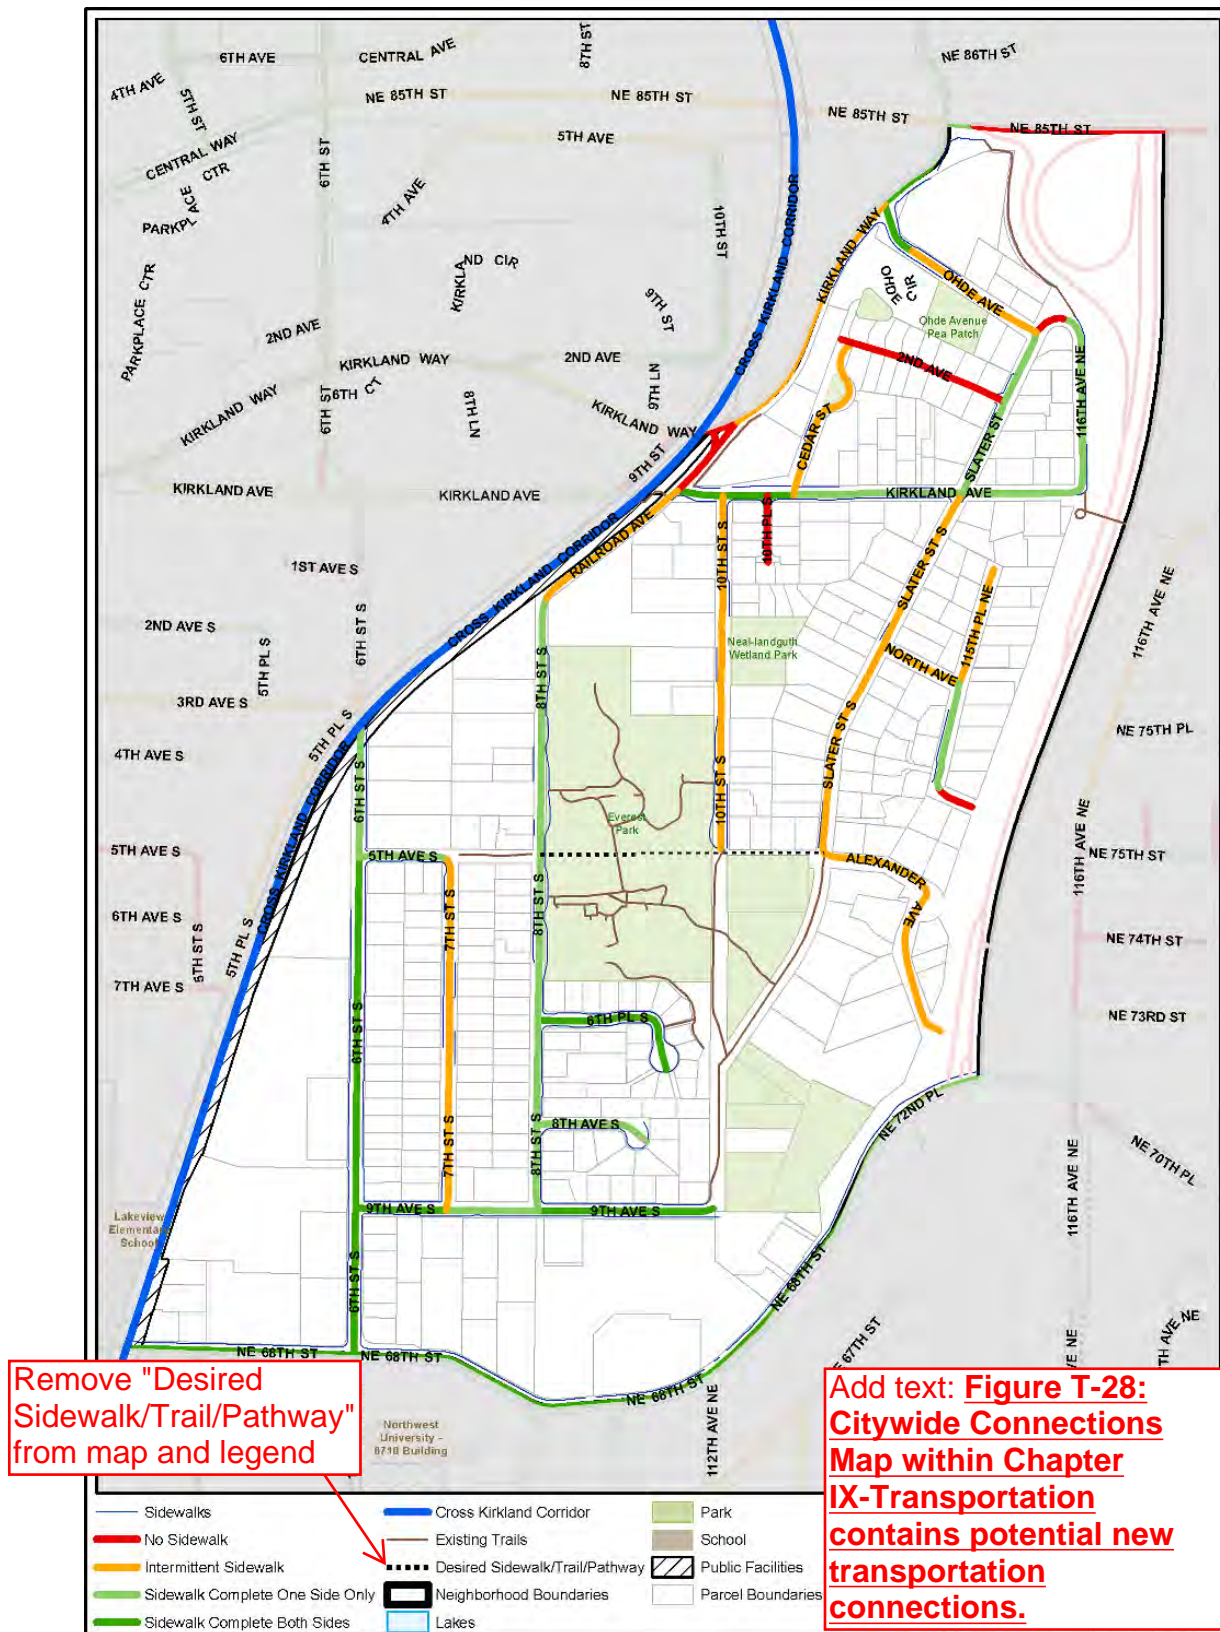 6TH AVE
CENTRAL AVE
8TH ST
NE 86TH ST
4TH AVE
5TH ST
NE 85TH ST
NE 85TH ST
NE 85TH ST
NE 85TH ST
5TH AVE
CENTRAL WAY
6TH ST
PARKPLACE CTR
4TH AVE
10TH ST
CROSS KIRKLAND CORRIDOR
KIRKLAND WAY
KIRKLAND CIR
OHDE CIR
OHDE AVE
Ohde Avenue
Pea Patch
PARKPLACE CTR
9TH ST
2ND AVE
KIRKLAND WAY
2ND AVE
2ND AVE
116TH AVE NE
KIRKLAND WAY
6TH ST
6TH CT
8TH LN
9TH LN
KIRKLAND WAY
CEDAR ST
SLATER ST
9TH ST
KIRKLAND AVE
KIRKLAND AVE
KIRKLAND AVE
10TH PL S
RAILROAD AVE
10TH ST S
SLATER ST S
1ST AVE S
CROSS KIRKLAND CORRIDOR
115TH PL NE
116TH AVE NE
2ND AVE S
5TH PL S
6TH ST S
8TH ST S
Neal-landguth
Wetland Park
NORTH AVE
3RD AVE S
5TH PL S
4TH AVE S
SLATER ST S
NE 75TH PL
CROSS KIRKLAND CORRIDOR
6TH ST S
10TH ST S
Everest
Park
116TH AVE NE
5TH AVE S
5TH AVE S
ALEXANDER AVE
NE 75TH ST
6TH AVE S
5TH ST S
5TH PL S
7TH ST S
8TH ST S
NE 74TH ST
7TH AVE S
6TH ST S
6TH PL S
NE 73RD ST
8TH AVE S
NE 72ND PL
7TH ST S
8TH ST S
NE 70TH PL
116TH AVE NE
9TH AVE S
9TH AVE S
Lakeview
Elementary
School
6TH ST S
NE 68TH ST
NE 68TH ST
NE 68TH ST
NE 68TH ST
112TH AVE NE
Northwest
University -
6710 Building
Remove "Desired
Sidewalk/Trail/Pathway"
from map and legend
Add text: Figure T-28:
Citywide Connections
Map within Chapter
IX-Transportation
contains potential new
transportation
connections.
Sidewalks
No Sidewalk
Intermittent Sidewalk
Sidewalk Complete One Side Only
Sidewalk Complete Both Sides
Cross Kirkland Corridor
Existing Trails
Desired Sidewalk/Trail/Pathway
Neighborhood Boundaries
Lakes
Park
School
Public Facilities
Parcel Boundaries